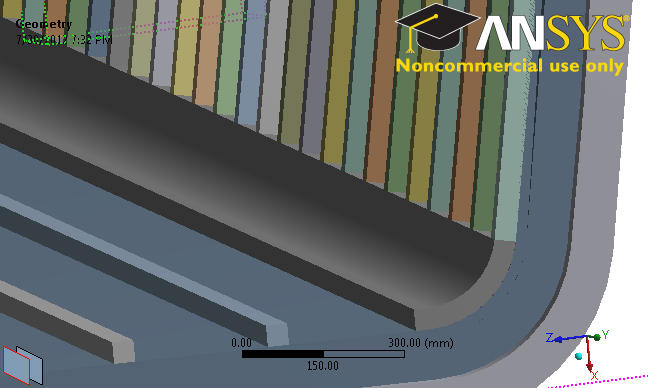 Geometry
ANSYS®
Noncommercial use only
0.00
300.00 (mm)
150.00
Z
Y
X